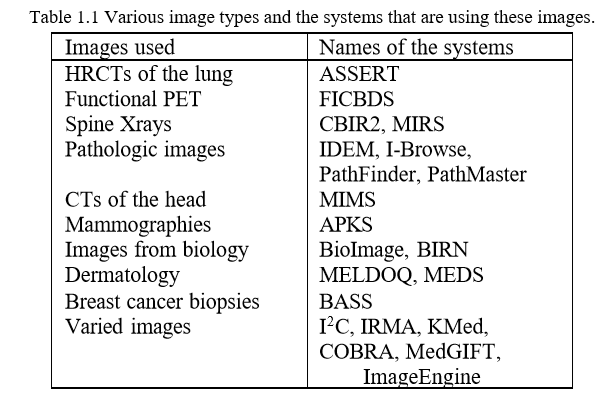 Table 1.1 Various image types and the systems that are using these images.
Images used Names of the systems
HRCTs of the lung ASSERT
Functional PET FICBDS
Spine Xrays CBIR2, MIRS
Pathologic images IDEM, I-Browse,
PathFinder, PathMaster
CTs of the head MIMS
Mammographies APKS
Images from biology BioImage, BIRN
Dermatology MELDOQ, MEDS
Breast cancer biopsies BASS
Varied images I²C, IRMA, KMed,
COBRA, MedGIFT,
ImageEngine